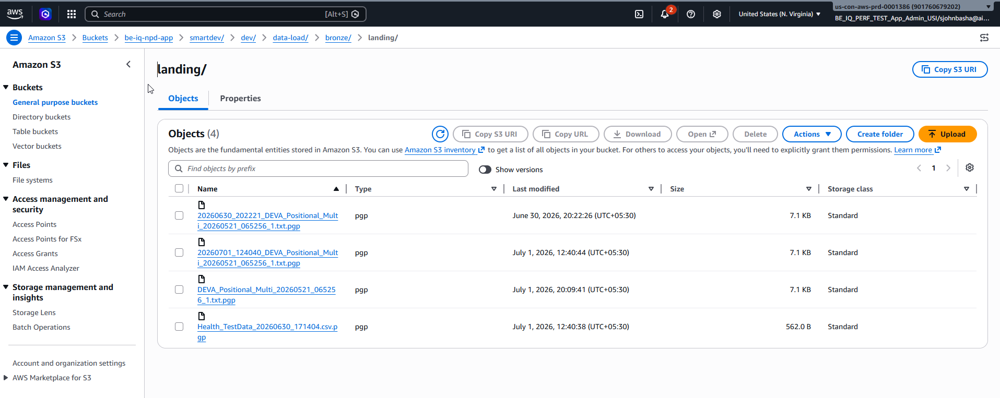 aws
Search [Alt+S]
2
United States (N. Virginia)
us-con-aws-prd-0001386 (901760679202)
BE_IQ_PERF_TEST_App_Admin_USI/sjohnbasha@ai...
Amazon S3 Buckets be-iq-npd-app smartdev/ dev/ data-load/ bronze/ landing/
Amazon S3
Buckets
General purpose buckets
Directory buckets
Table buckets
Vector buckets
Files
File systems
Access management and
security
Access Points
Access Points for FSx
Access Grants
IAM Access Analyzer
Storage management and
insights
Storage Lens
Batch Operations
Account and organization settings
AWS Marketplace for S3
landing/
Copy S3 URI
Objects Properties
Objects (4)
Copy S3 URI Copy URL Download Open Delete Actions Create folder Upload
Objects are the fundamental entities stored in Amazon S3. You can use Amazon S3 inventory to get a list of all objects in your bucket. For others to access your objects, you'll need to explicitly grant them permissions. Learn more
Find objects by prefix
Show versions
1
Name Type Last modified Size Storage class
20260630_202221_DEVA_Positional_Mult
i_20260521_065256_1.txt.pgp
pgp June 30, 2026, 20:22:26 (UTC+05:30) 7.1 KB Standard
20260701_124040_DEVA_Positional_Mult
i_20260521_065256_1.txt.pgp
pgp July 1, 2026, 12:40:44 (UTC+05:30) 7.1 KB Standard
DEVA_Positional_Multi_20260521_06525
6_1.txt.pgp
pgp July 1, 2026, 20:09:41 (UTC+05:30) 7.1 KB Standard
Health_TestData_20260630_171404.csv.p
gp
pgp July 1, 2026, 12:40:38 (UTC+05:30) 562.0 B Standard